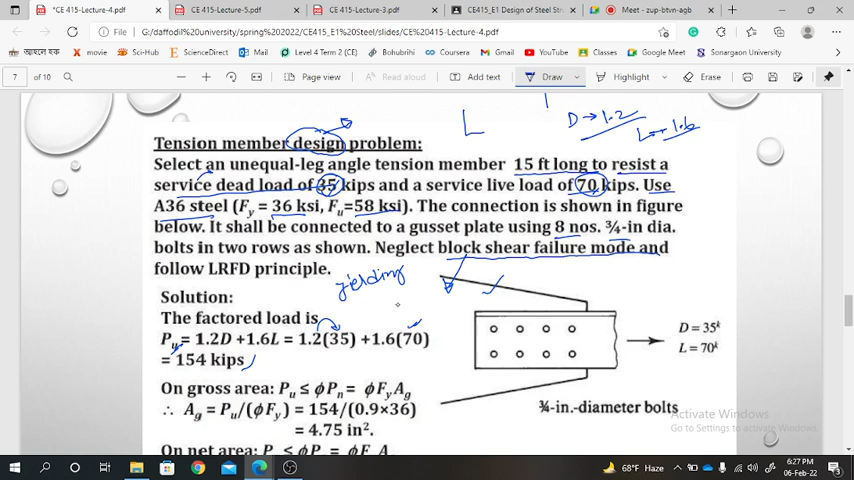 *CE 415-Lecture-4.pdf
CE 415-Lecture-5.pdf
CE 415-Lecture-3.pdf
CE415_E1 Design of Steel Str
Meet - zup-btvn-agb
File | G:/daffodil%20university/spring%202022/CE415_E1%20Steel/slides/CE%20415-Lecture-4.pdf
movie
Sci-Hub
ScienceDirect
Mail
Level 4 Term 2 (CE)
Bohubrihi
Coursera
Gmail
YouTube
Classes
Google Meet
Sonargaon University
7 of 10
Page view
Read aloud
Add text
Draw
Highlight
Erase
L
D → 1.2
L → 1.6
Tension member design problem:
Select an unequal-leg angle tension member 15 ft long to resist a
service dead load of 35 kips and a service live load of 70 kips. Use
A36 steel (Fy = 36 ksi, Fu=58 ksi). The connection is shown in figure
below. It shall be connected to a gusset plate using 8 nos. ¾-in dia.
bolts in two rows as shown. Neglect block shear failure mode and
follow LRFD principle.
yielding
Solution:
The factored load is
Pu= 1.2D +1.6L = 1.2(35) +1.6(70)
= 154 kips
On gross area: Pu ≤ ϕPn= ϕFyAg
∴ Ag = Pu/(ϕFy) = 154/(0.9×36)
= 4.75 in².
D = 35ᵏ
L = 70ᵏ
¾-in.-diameter bolts
Activate Windows
Go to Settings to activate Windows.
68°F Haze
6:27 PM
06-Feb-22